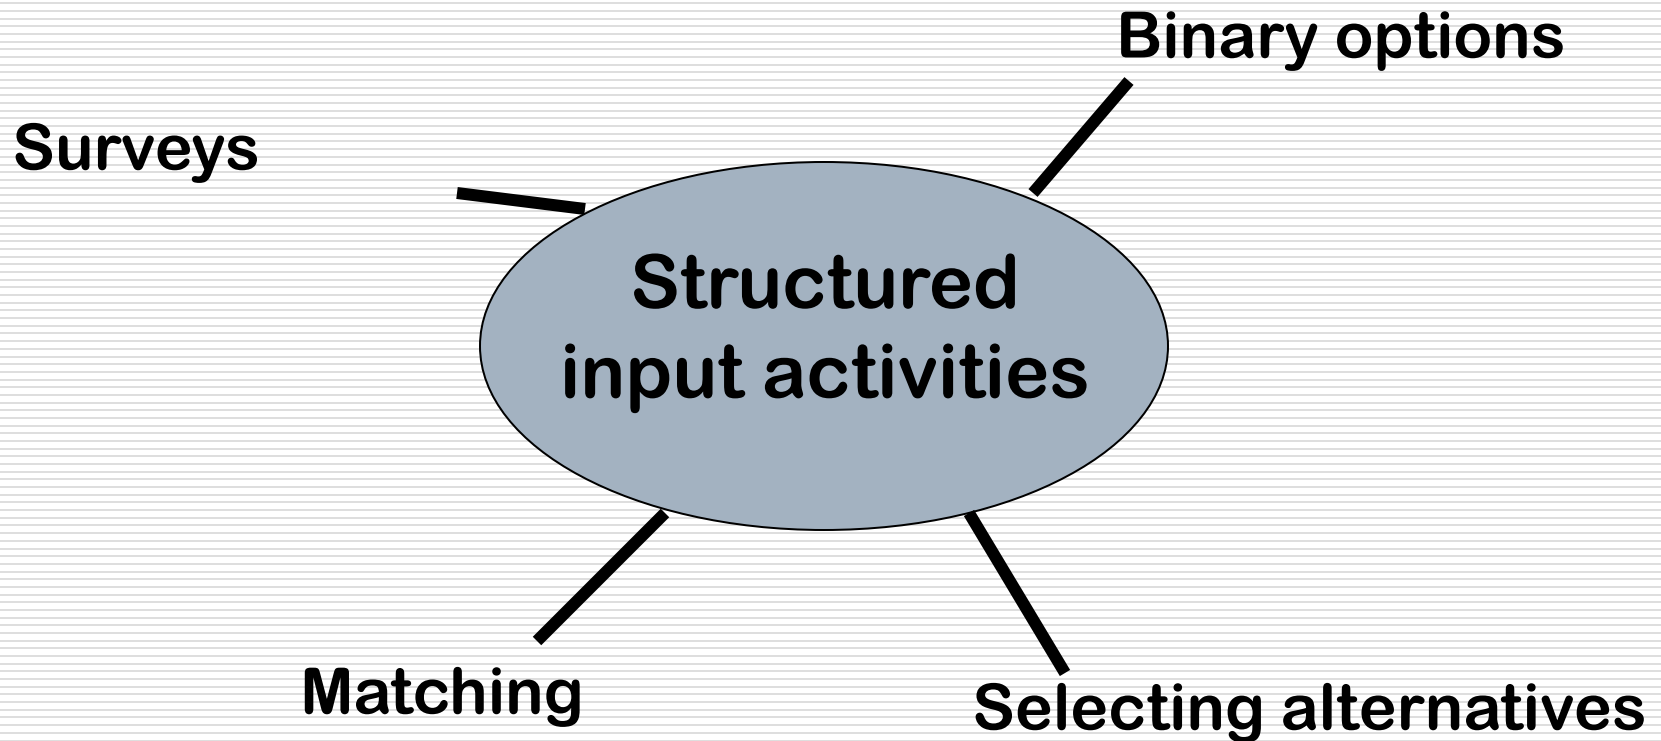 Binary options
Surveys
Structured
input activities
Matching
Selecting alternatives